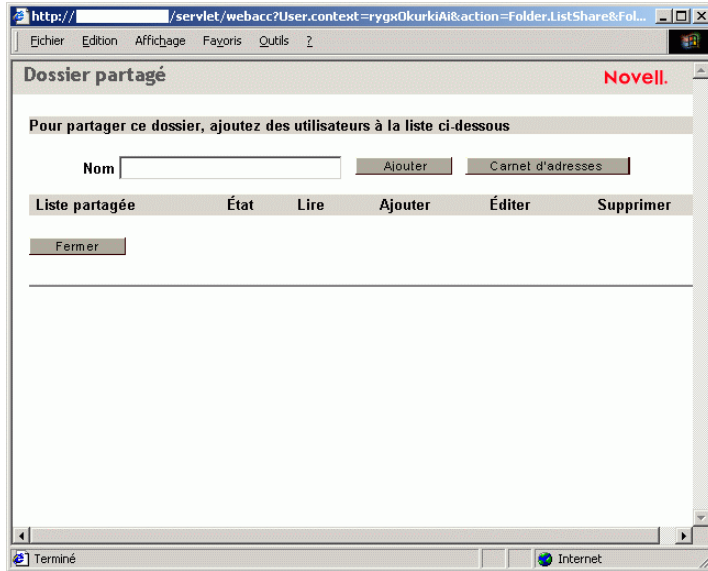 http:// /servlet/webacc?User.context=rygxOkurkiAi&action=Folder.ListShare&Fol...
Fichier Edition Affichage Favoris Outils ?
Dossier partagé Novell.
Pour partager ce dossier, ajoutez des utilisateurs à la liste ci-dessous
Nom Ajouter Carnet d'adresses
Liste partagée État Lire Ajouter Éditer Supprimer
Fermer
Terminé Internet